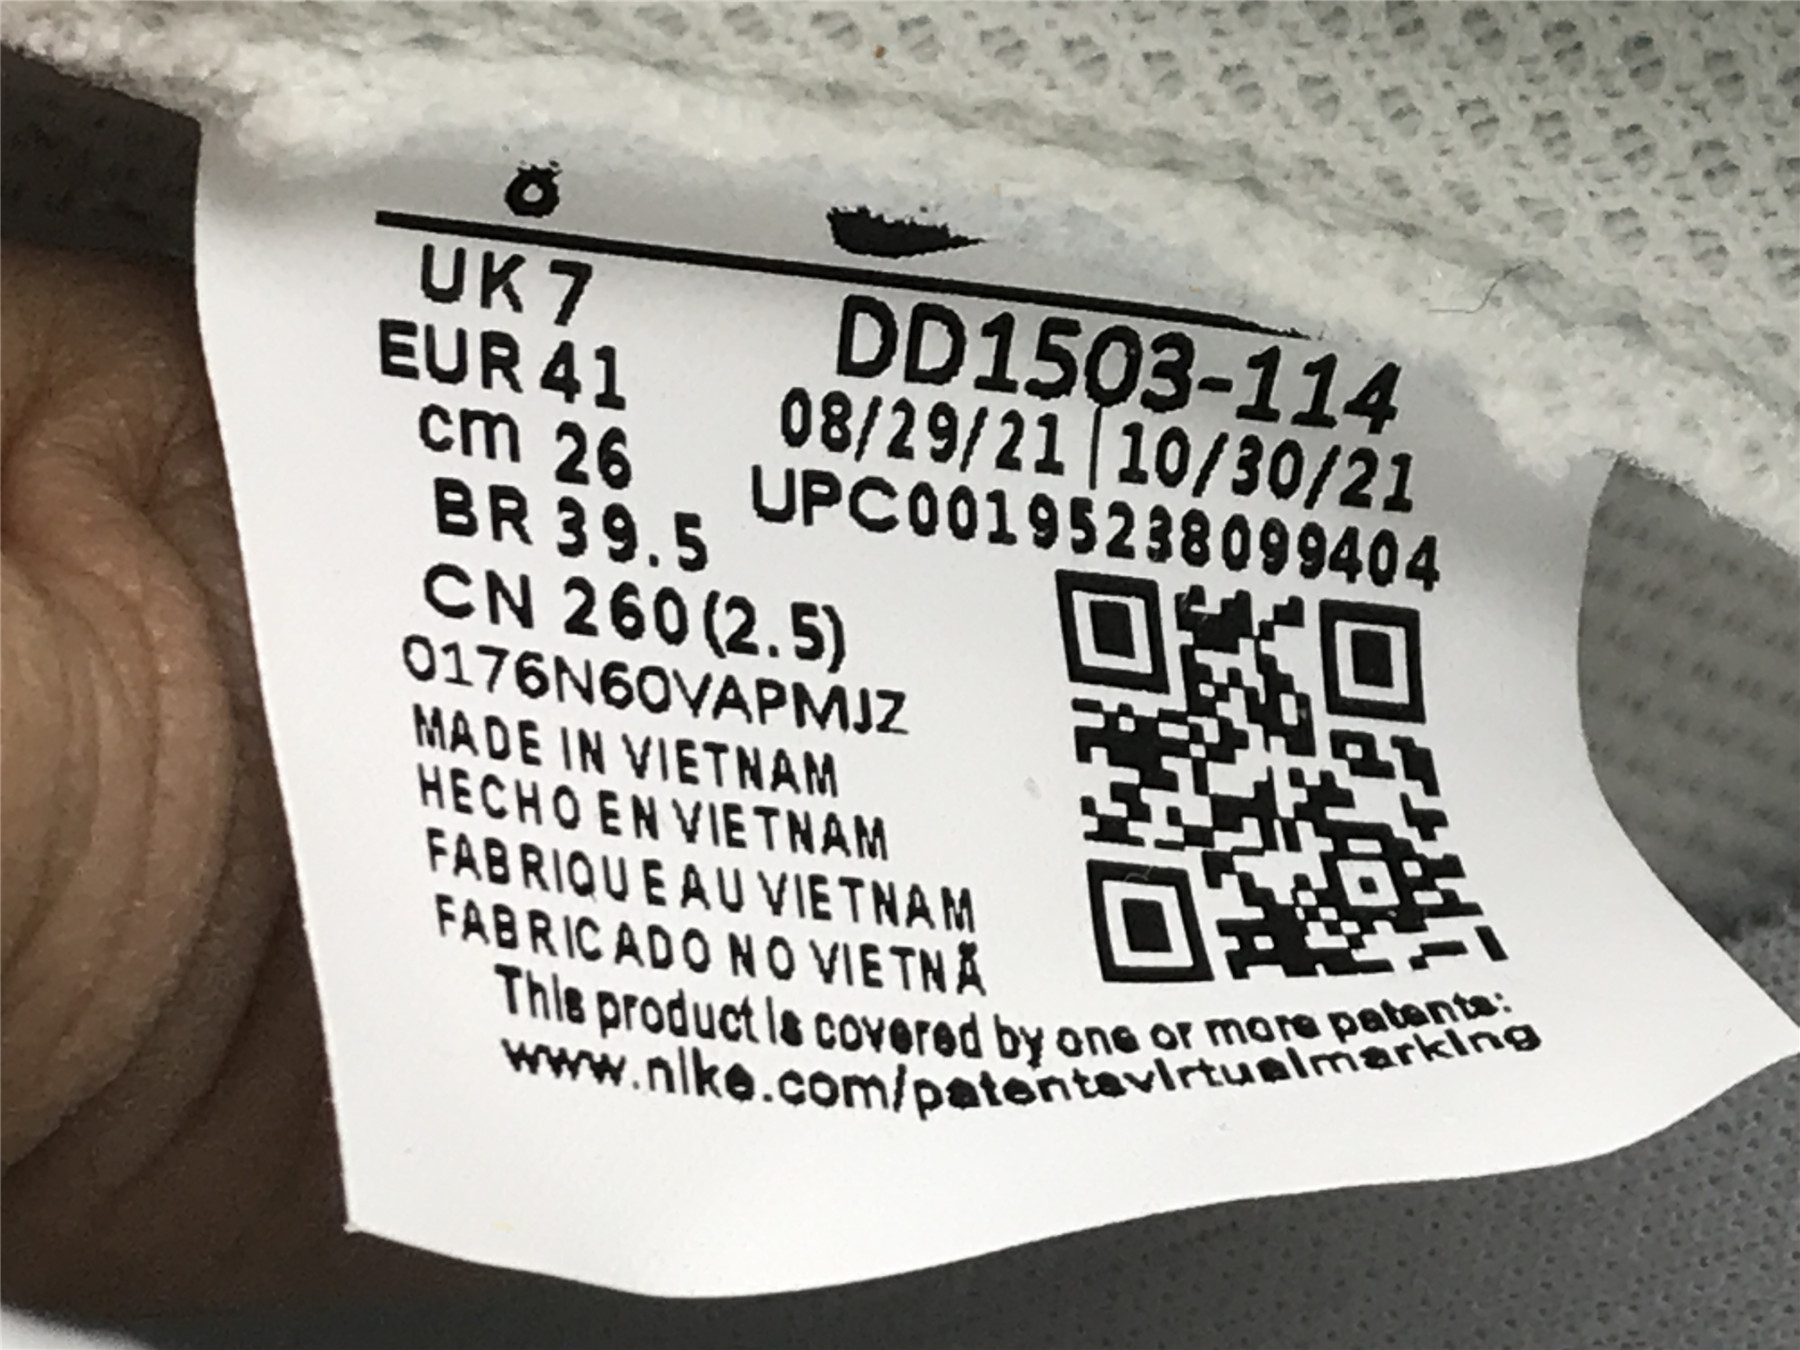 UK 7
EUR 41
cm 26
BR 39.5
CN 260(2.5)
DD1503-114
08/29/21|10/30/21
UPC00195238099404
0176N60VAPMJZ
MADE IN VIETNAM
HECHO EN VIETNAM
FABRIQUE AU VIETNAM
FABRICADO NO VIETNÃ
This product is covered by one or more patents:
www.nike.com/patentsvirtualmarking